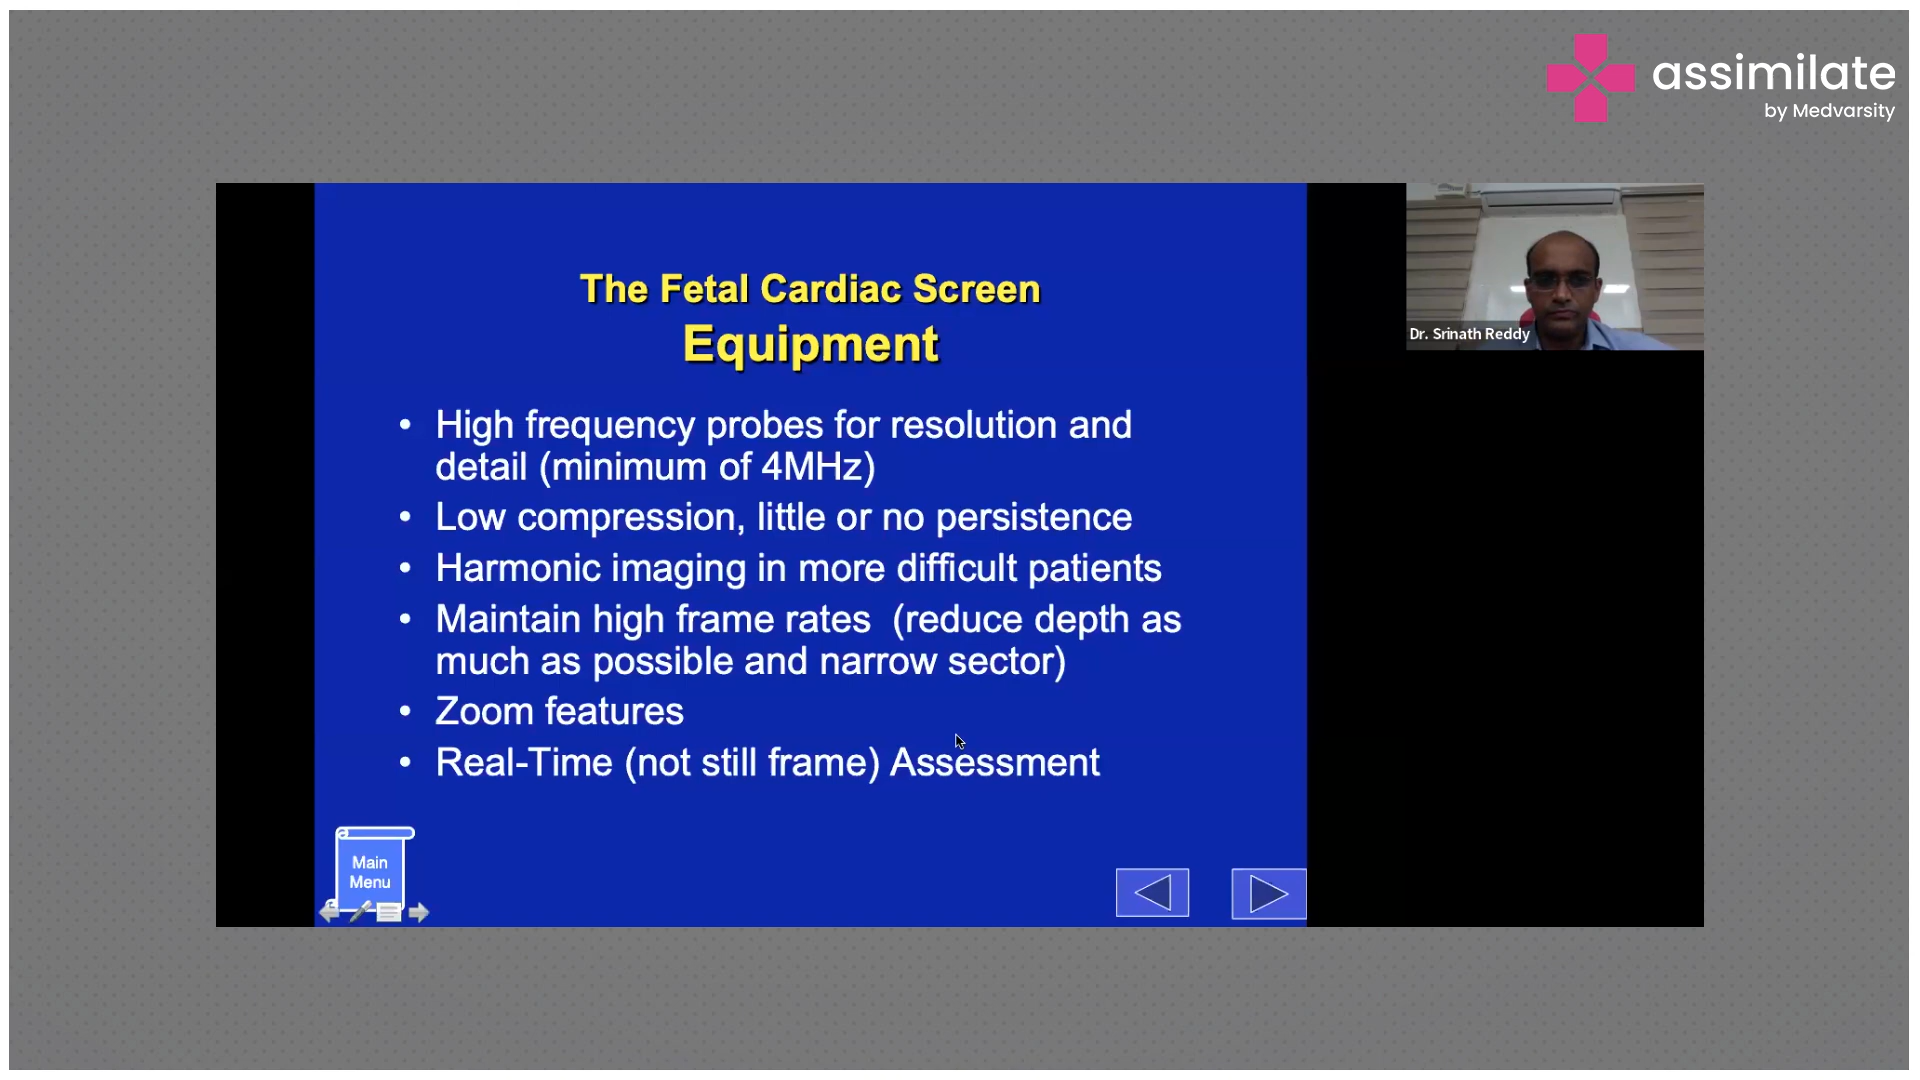 assimilate
by Medvarsity
The Fetal Cardiac Screen
Equipment
• High frequency probes for resolution and
detail (minimum of 4MHz)
• Low compression, little or no persistence
• Harmonic imaging in more difficult patients
• Maintain high frame rates (reduce depth as
much as possible and narrow sector)
• Zoom features
• Real-Time (not still frame) Assessment
Dr. Srinath Reddy
Main
Menu